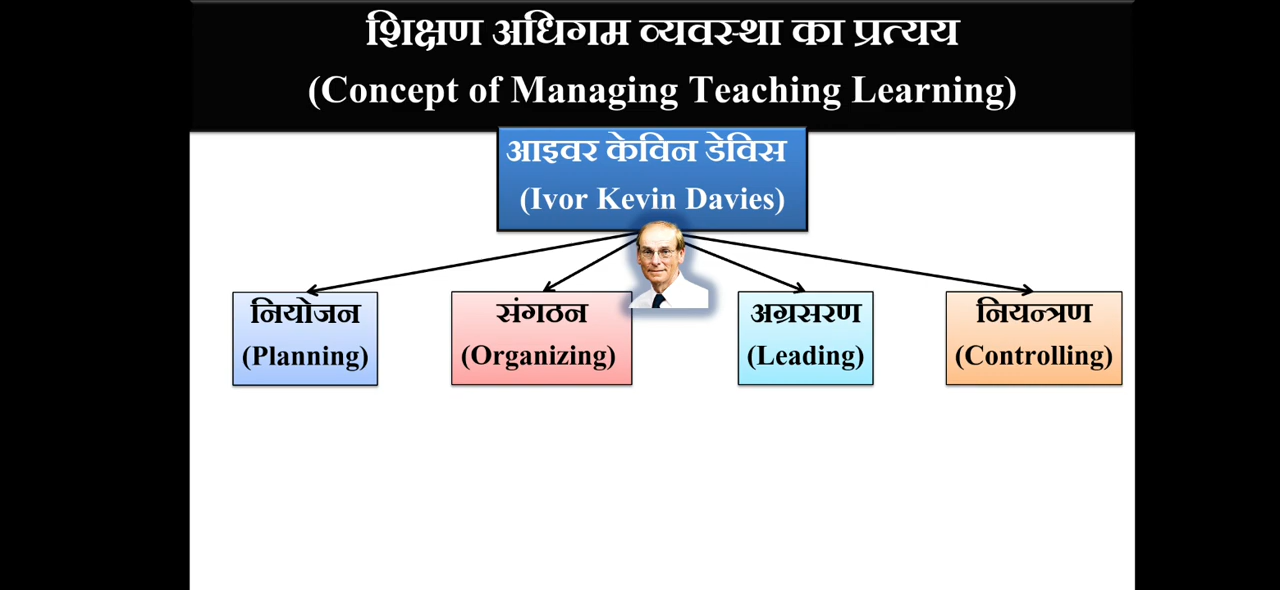 शिक्षण अधिगम व्यवस्था का प्रत्यय
(Concept of Managing Teaching Learning)
आइवर केविन डेविस
(Ivor Kevin Davies)
नियोजन
(Planning)
संगठन
(Organizing)
अग्रसरण
(Leading)
नियन्त्रण
(Controlling)